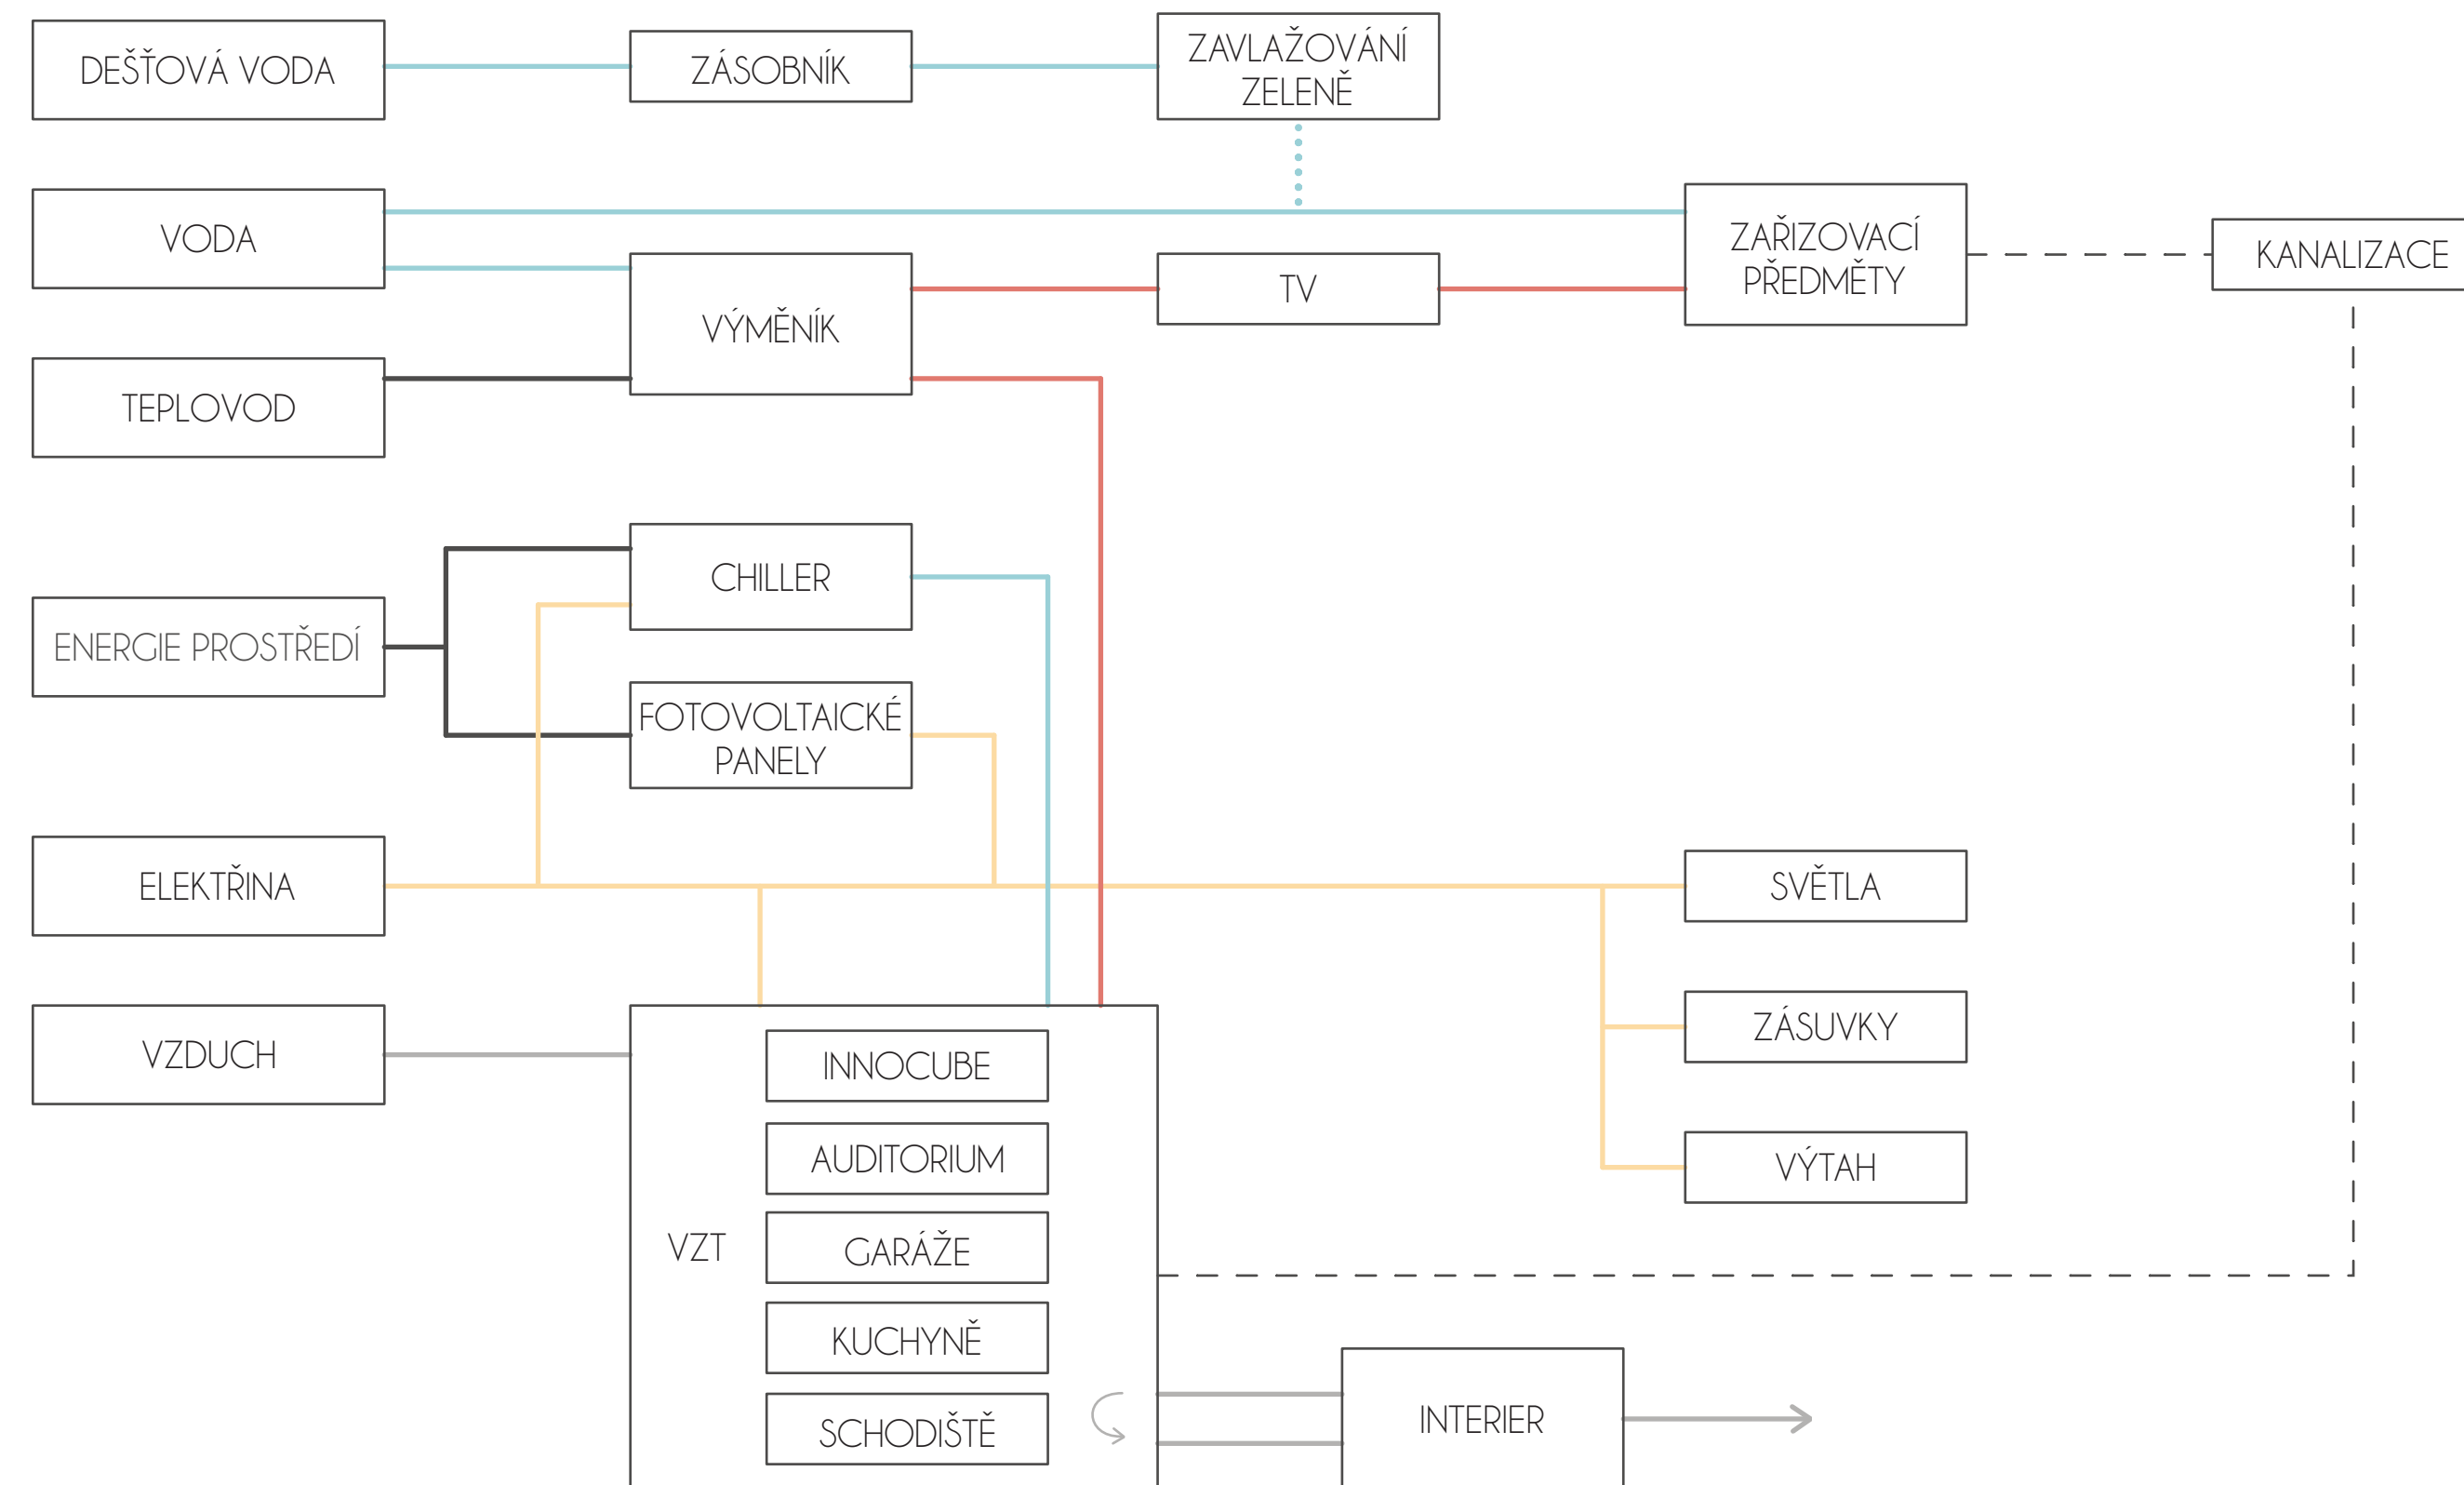 DEŠŤOVÁ VODA
ZÁSOBNÍK
ZAVLAŽOVÁNÍ
ZELENĚ
VODA
ZAŘIZOVACÍ
PŘEDMĚTY
KANALIZACE
VÝMĚNÍK
TV
TEPLOVOD
CHILLER
ENERGIE PROSTŘEDÍ
FOTOVOLTAICKÉ
PANELY
ELEKTŘINA
SVĚTLA
VZDUCH
INNOCUBE
ZÁSUVKY
AUDITORIUM
VÝTAH
VZT
GARÁŽE
KUCHYNĚ
SCHODIŠTĚ
INTERIER